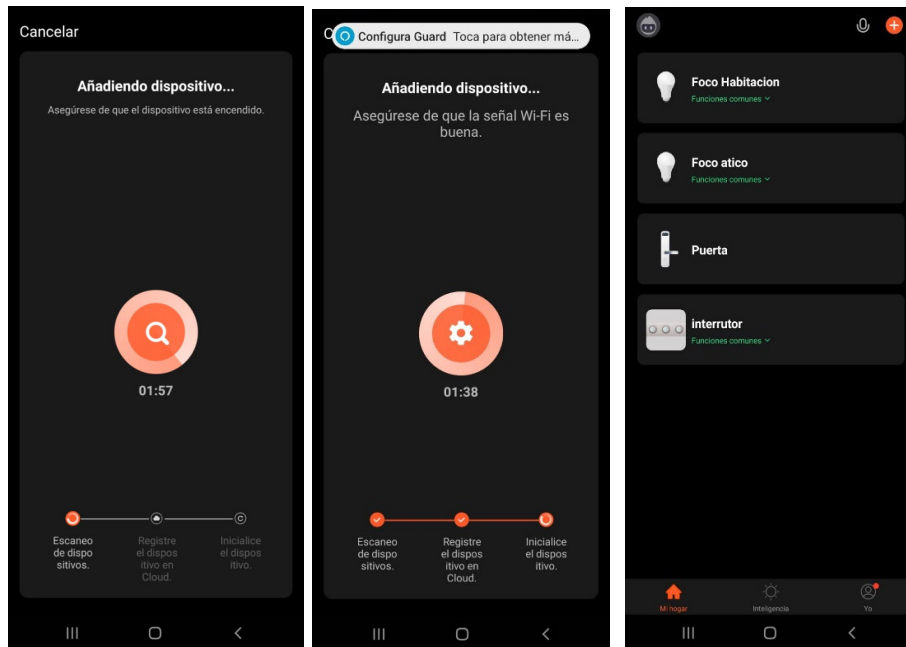 Cancelar
Añadiendo dispositivo...
Asegúrese de que el dispositivo está encendido.
01:57
Escaneo
de dispo
sitivos.
Registre
el dispos
itivo en
Cloud.
Inicialice
el dispos
itivo.
C
Configura Guard Toca para obtener má...
Añadiendo dispositivo...
Asegúrese de que la señal Wi-Fi es
buena.
01:38
Escaneo
de dispo
sitivos.
Registre
el dispos
itivo en
Cloud.
Inicialice
el dispos
itivo.
Foco Habitacion
Funciones comunes
Foco atico
Funciones comunes
Puerta
interrutor
Funciones comunes
Mi hogar
Inteligencia
Yo